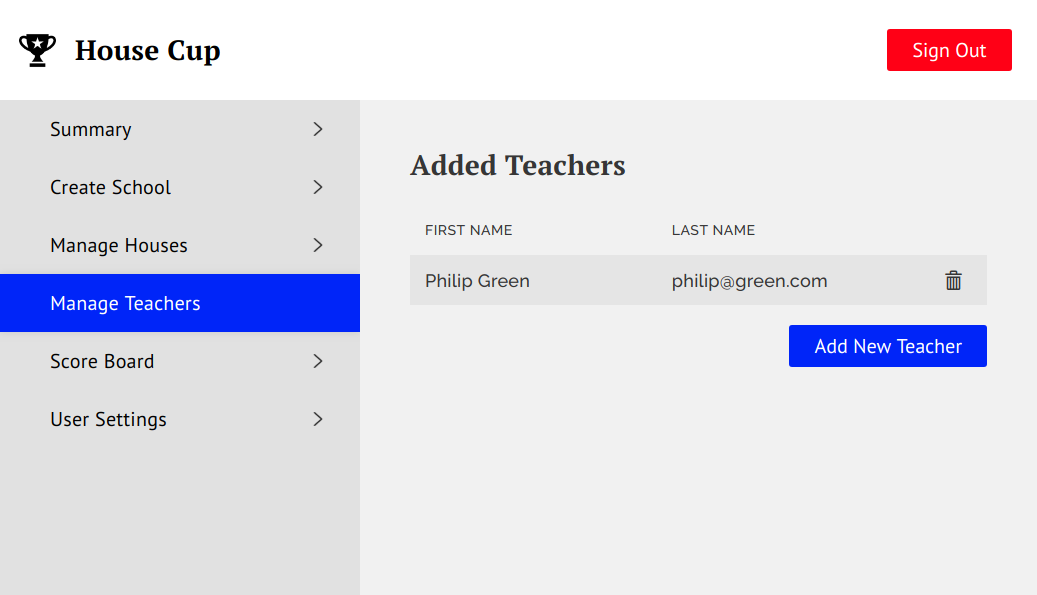 House Cup
Sign Out
Summary
Create School
Manage Houses
Manage Teachers
Score Board
User Settings
Added Teachers
FIRST NAME LAST NAME
Philip Green philip@green.com
Add New Teacher